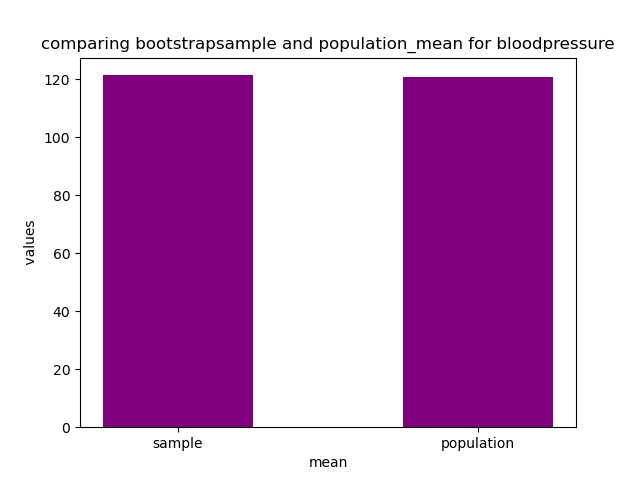 comparing bootstrapsample and population_mean for bloodpressure
120
100
80
60
40
20
0
values
sample population
mean